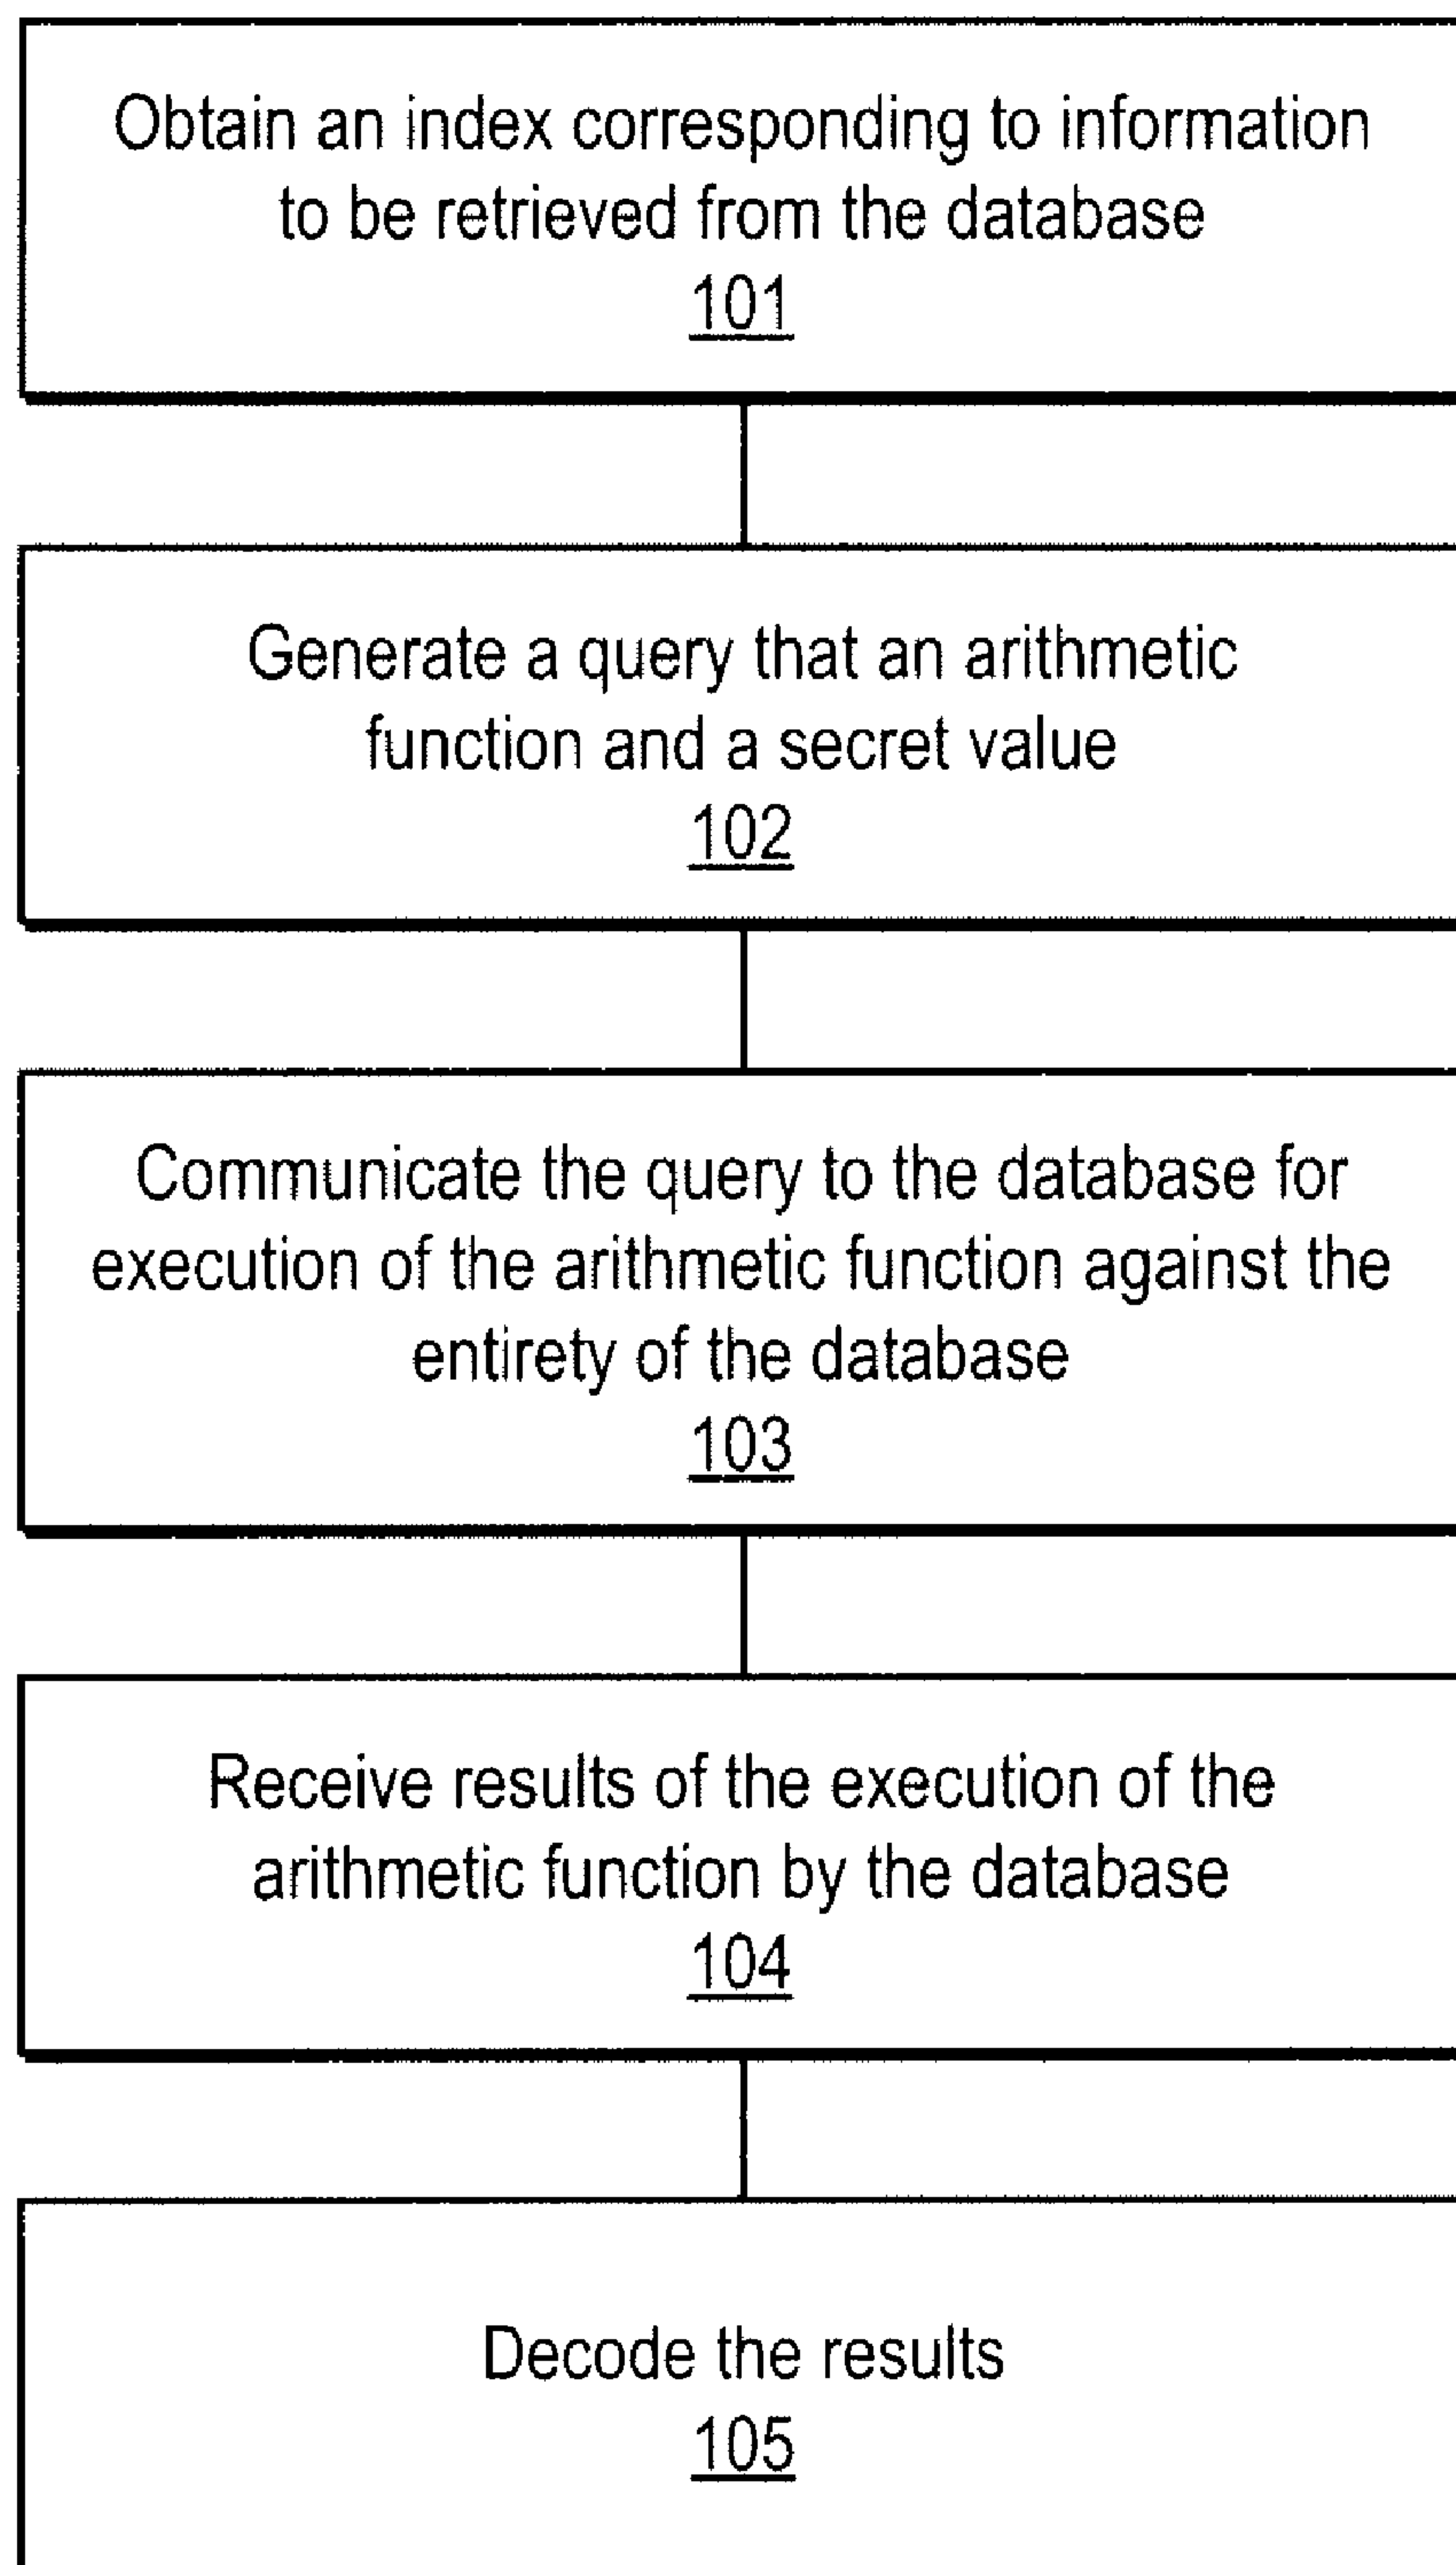 Obtain an index corresponding to information
to be retrieved from the database
101
Generate a query that an arithmetic
function and a secret value
102
Communicate the query to the database for
execution of the arithmetic function against the
entirety of the database
103
Receive results of the execution of the
arithmetic function by the database
104
Decode the results
105